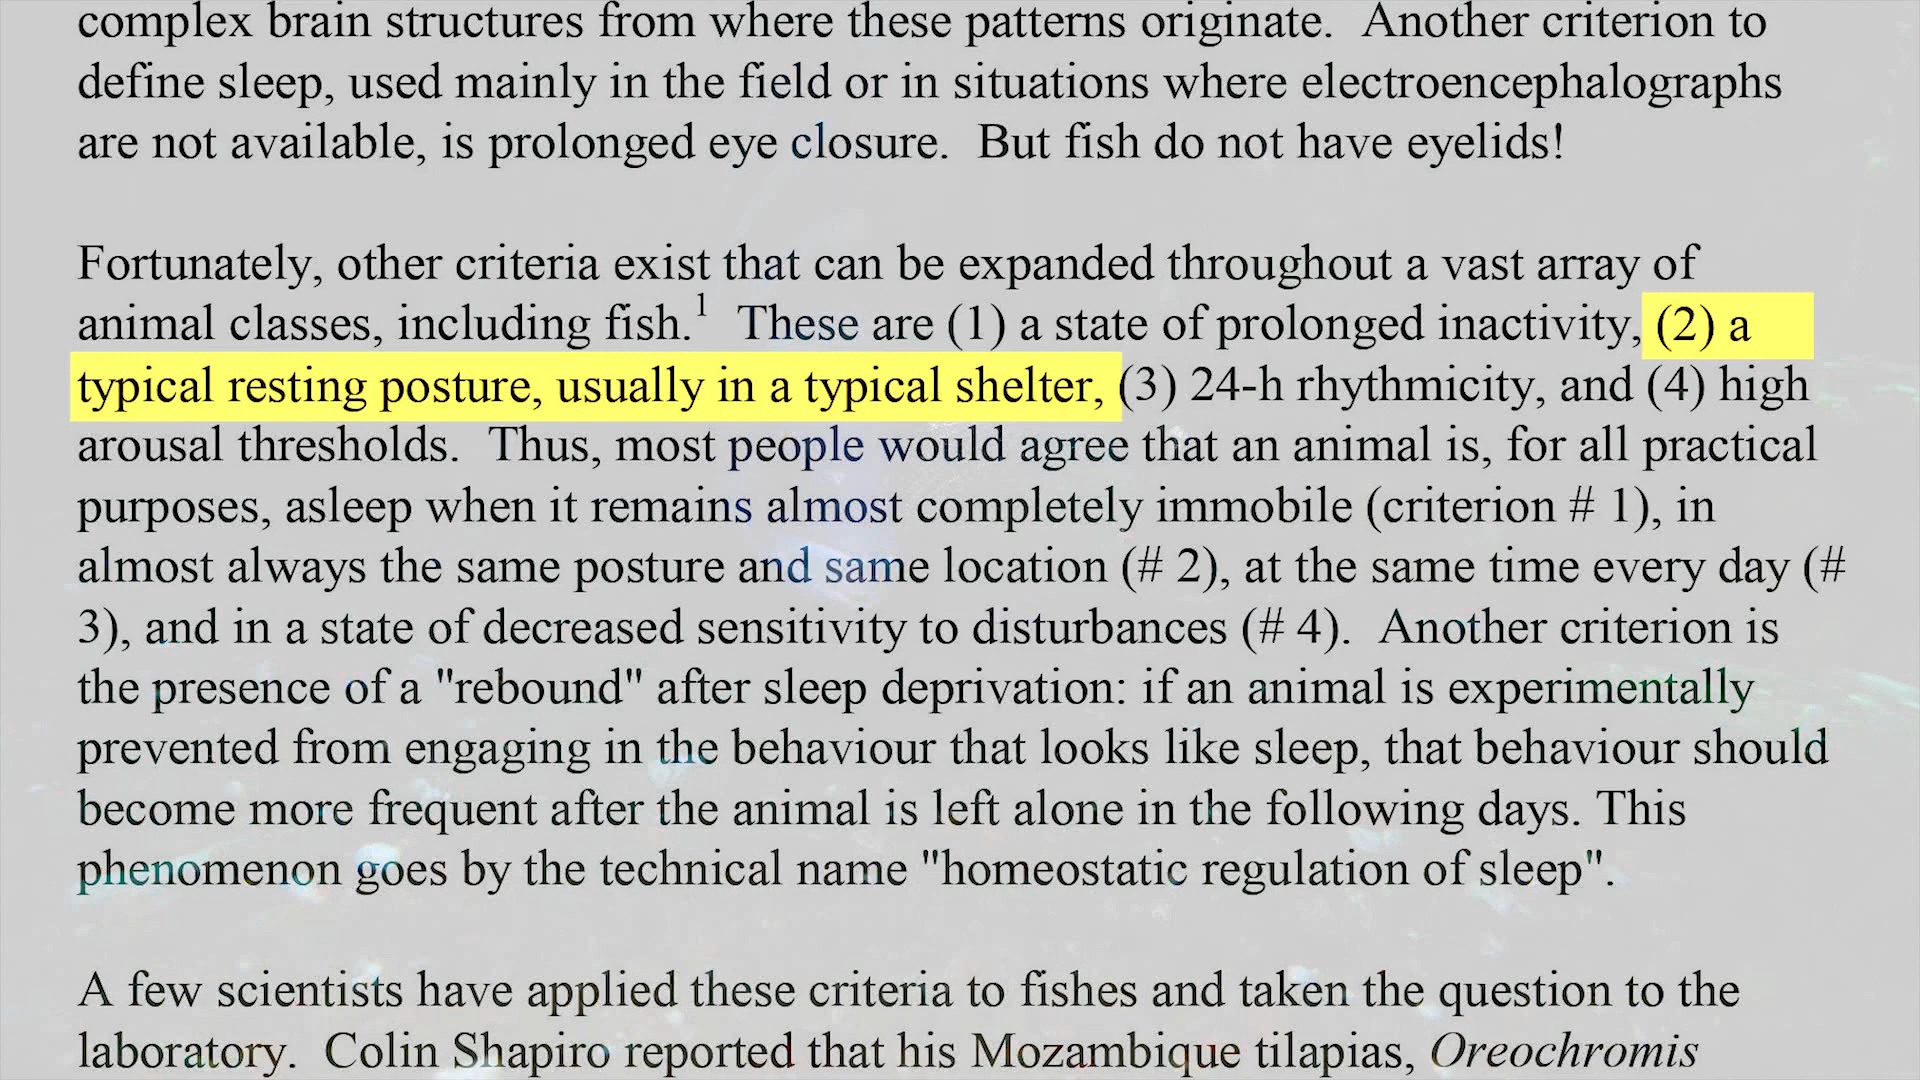 complex brain structures from where these patterns originate.  Another criterion to
define sleep, used mainly in the field or in situations where electroencephalographs
are not available, is prolonged eye closure.  But fish do not have eyelids!
Fortunately, other criteria exist that can be expanded throughout a vast array of
animal classes, including fish.1  These are (1) a state of prolonged inactivity, (2) a
typical resting posture, usually in a typical shelter, (3) 24-h rhythmicity, and (4) high
arousal thresholds.  Thus, most people would agree that an animal is, for all practical
purposes, asleep when it remains almost completely immobile (criterion # 1), in
almost always the same posture and same location (# 2), at the same time every day (#
3), and in a state of decreased sensitivity to disturbances (# 4).  Another criterion is
the presence of a "rebound" after sleep deprivation: if an animal is experimentally
prevented from engaging in the behaviour that looks like sleep, that behaviour should
become more frequent after the animal is left alone in the following days. This
phenomenon goes by the technical name "homeostatic regulation of sleep".
A few scientists have applied these criteria to fishes and taken the question to the
laboratory.  Colin Shapiro reported that his Mozambique tilapias, Oreochromis